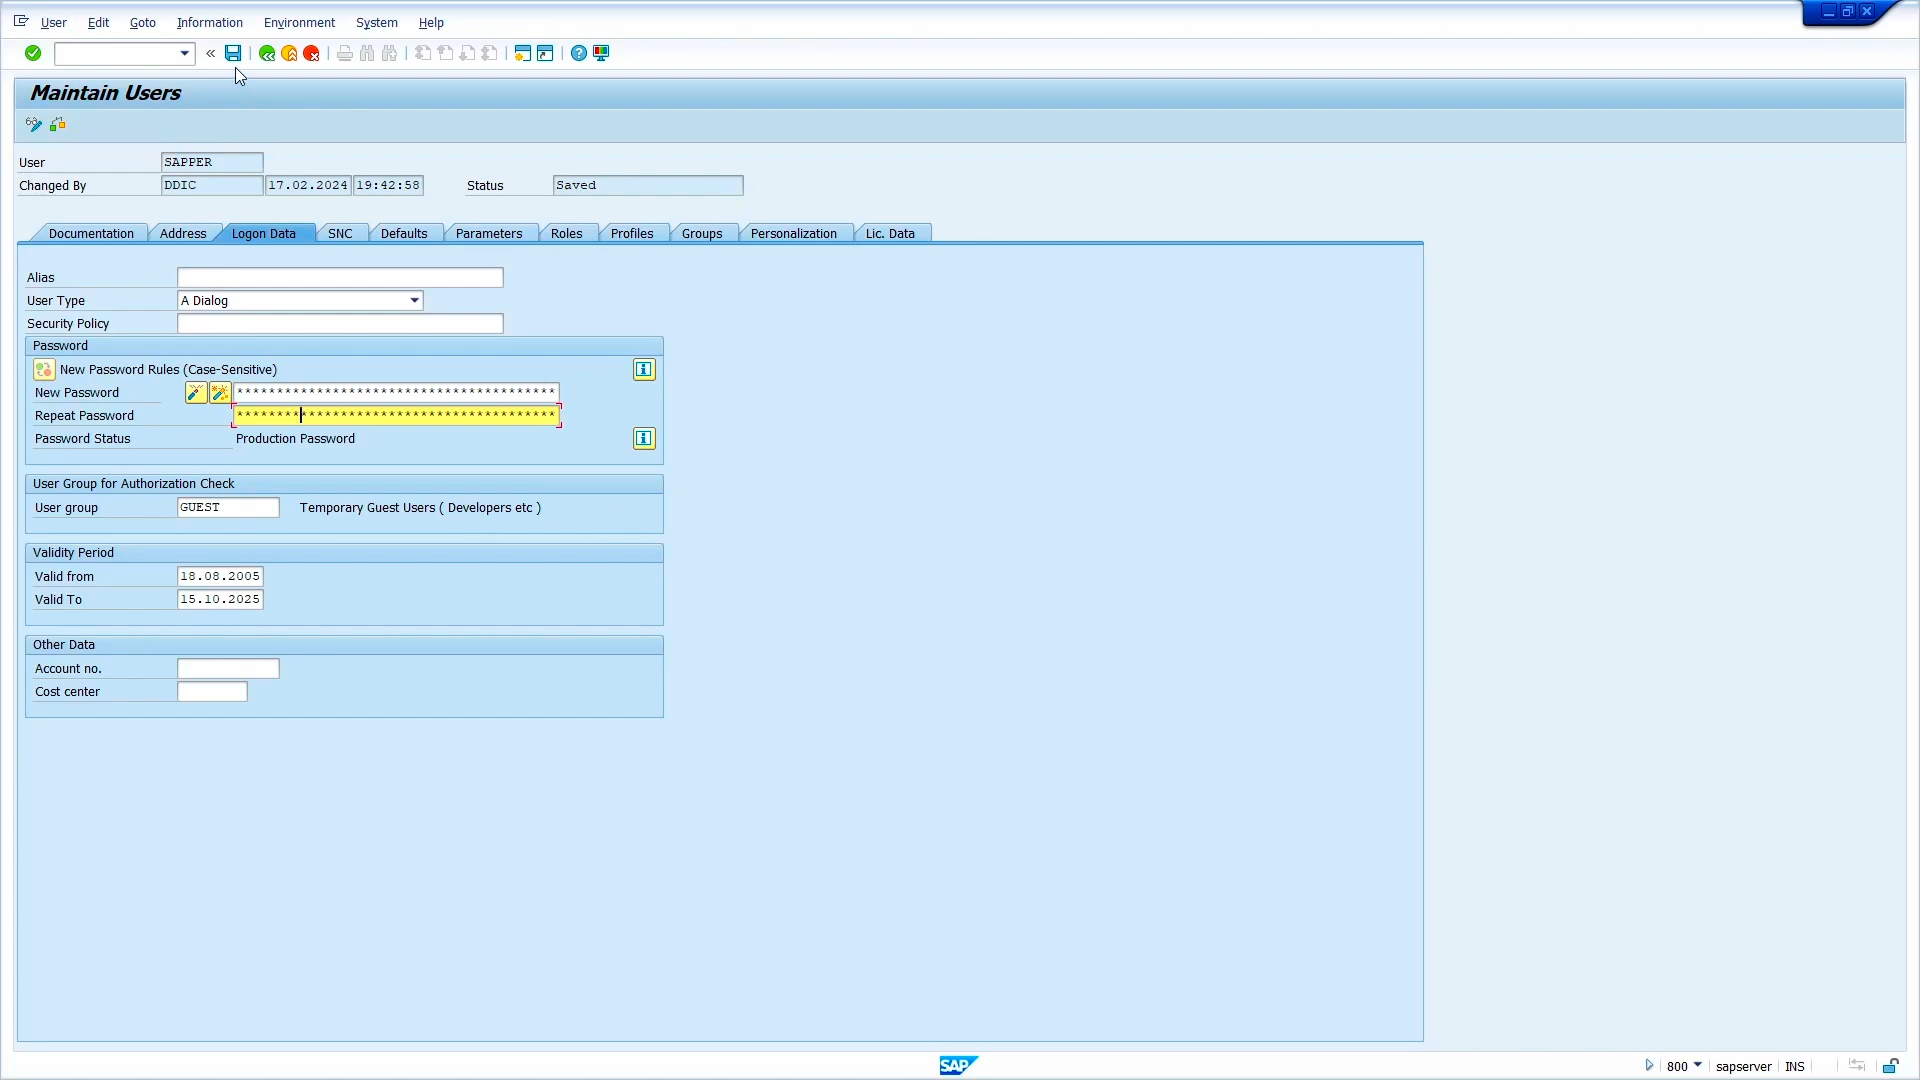 User Edit Goto Information Environment System Help
Maintain Users
User SAPPER
Changed By DDIC 17.02.2024 19:42:58 Status Saved
Documentation Address Logon Data SNC Defaults Parameters Roles Profiles Groups Personalization Lic. Data
Alias
User Type A Dialog
Security Policy
Password
New Password Rules (Case-Sensitive)
New Password ****************************************
Repeat Password ****************************************
Password Status Production Password
User Group for Authorization Check
User group GUEST Temporary Guest Users ( Developers etc )
Validity Period
Valid from 18.08.2005
Valid To 15.10.2025
Other Data
Account no.
Cost center
SAP 800 sapserver INS